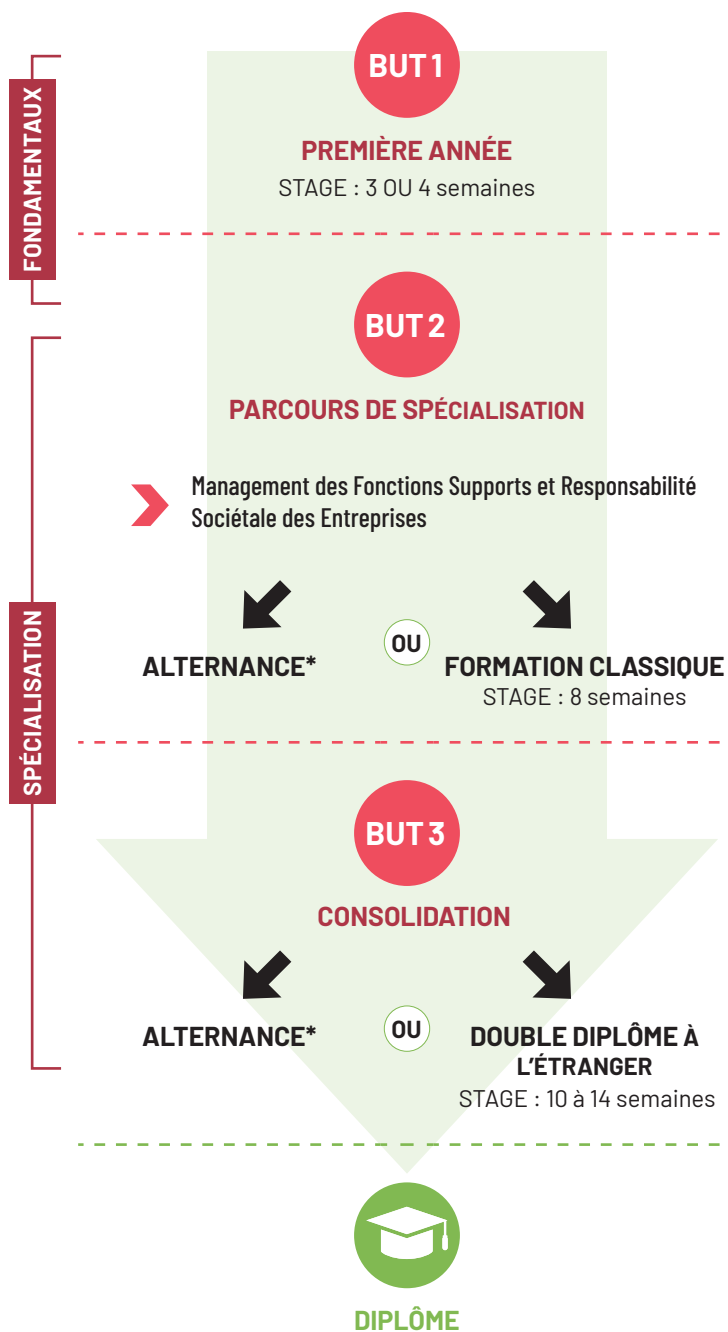 FONDAMENTAUX
BUT 1
PREMIÈRE ANNÉE
STAGE : 3 OU 4 semaines
SPÉCIALISATION
BUT 2
PARCOURS DE SPÉCIALISATION
Management des Fonctions Supports et Responsabilité
Sociétale des Entreprises
ALTERNANCE*
OU
FORMATION CLASSIQUE
STAGE : 8 semaines
BUT 3
CONSOLIDATION
ALTERNANCE*
OU
DOUBLE DIPLÔME À
L'ÉTRANGER
STAGE : 10 à 14 semaines
DIPLÔME